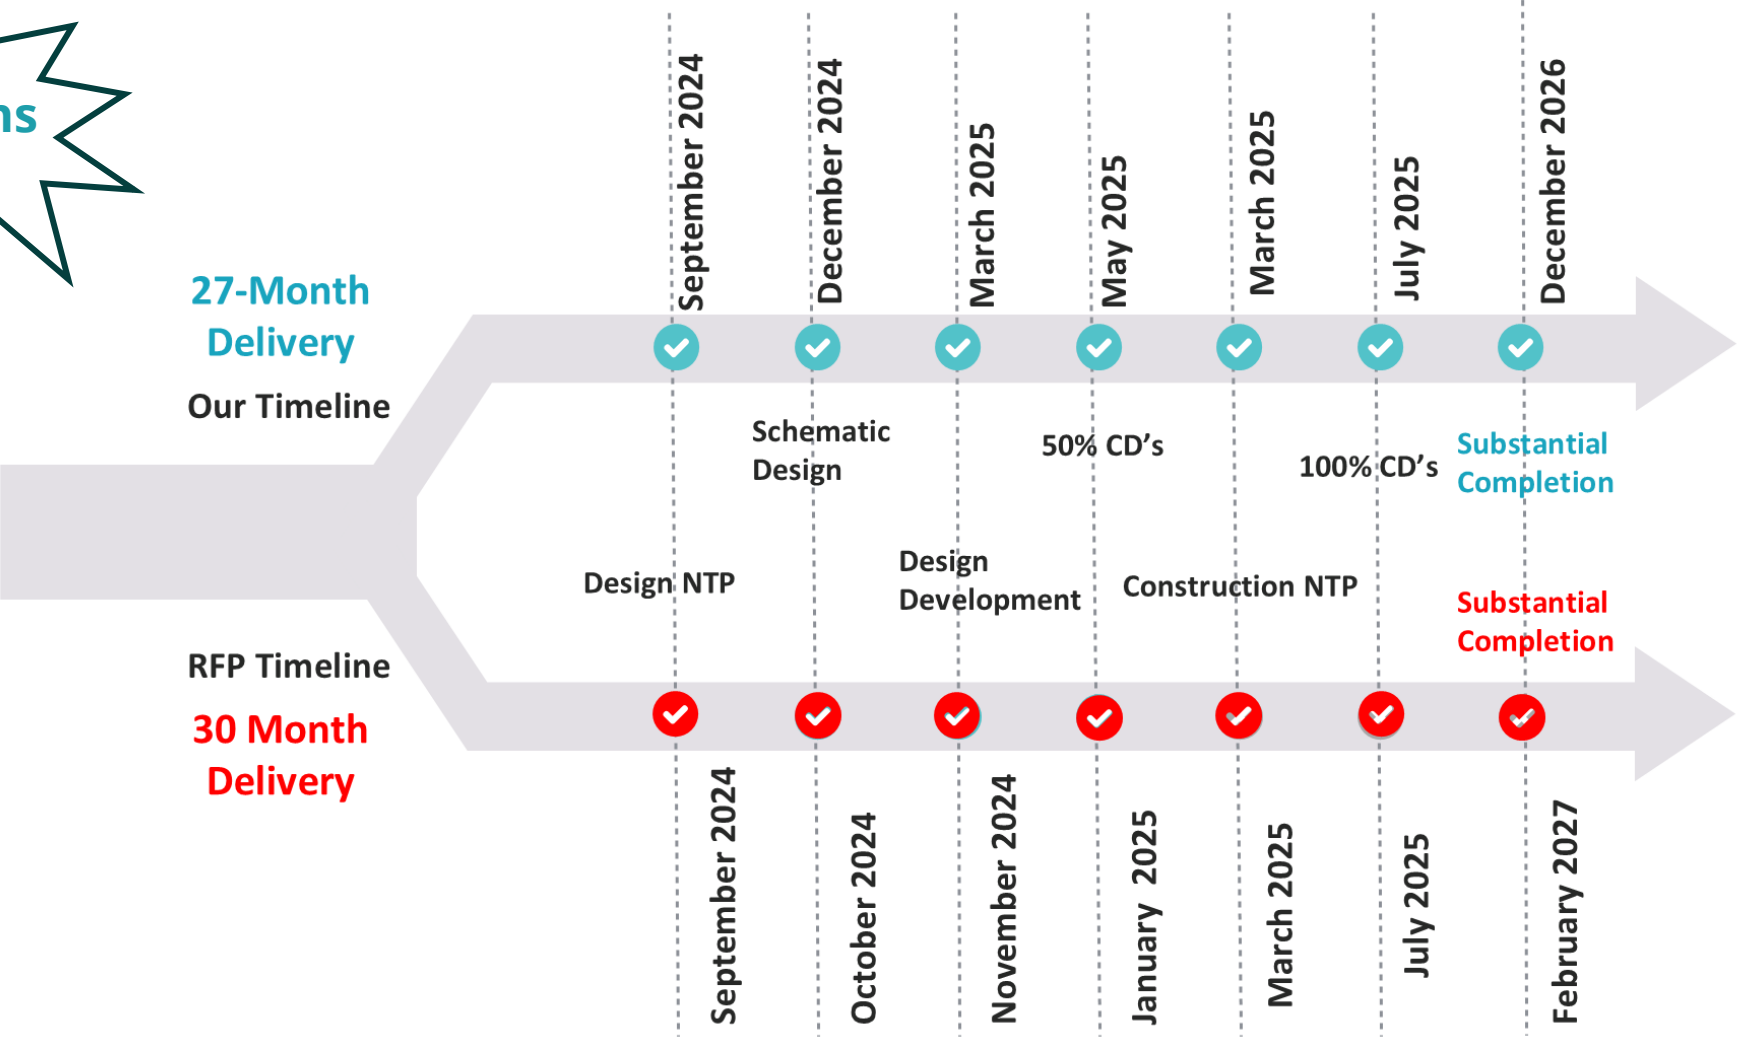 September 2024
December 2024
March 2025
May 2025
March 2025
July 2025
December 2026
27-Month
Delivery
Our Timeline
Schematic
Design
50% CD’s
100% CD’s
Substantial
Completion
Design NTP
Design
Development
Construction NTP
Substantial
Completion
RFP Timeline
30 Month
Delivery
September 2024
October 2024
November 2024
January 2025
March 2025
July 2025
February 2027